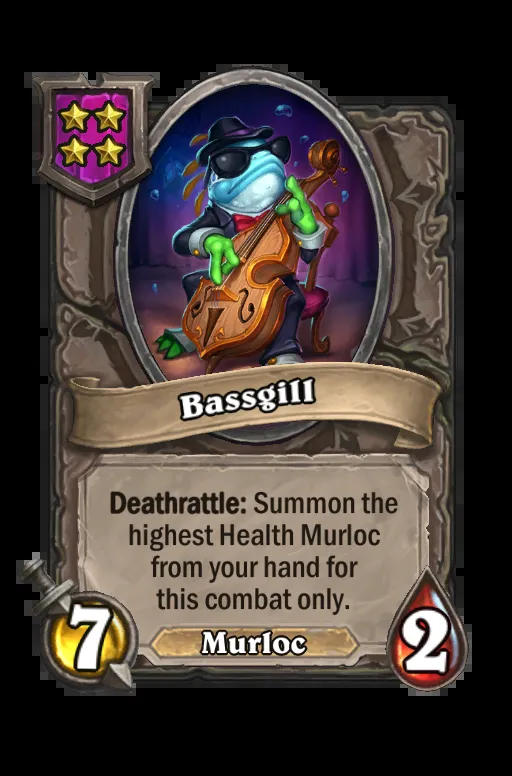 Bassgill
Deathrattle: Summon the
highest Health Murloc
from your hand for
this combat only.
7
Murloc
2